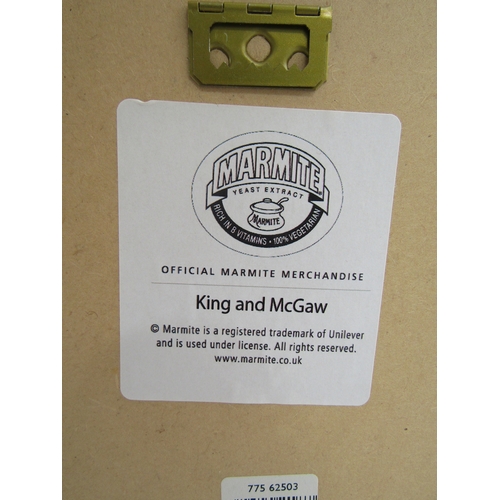 MARMITE
YEAST EXTRACT
MARMITE
RICH IN B VITAMINS • 100% VEGETARIAN
OFFICIAL MARMITE MERCHANDISE
King and McGaw
© Marmite is a registered trademark of Unilever
and is used under license. All rights reserved.
www.marmite.co.uk
775 62503